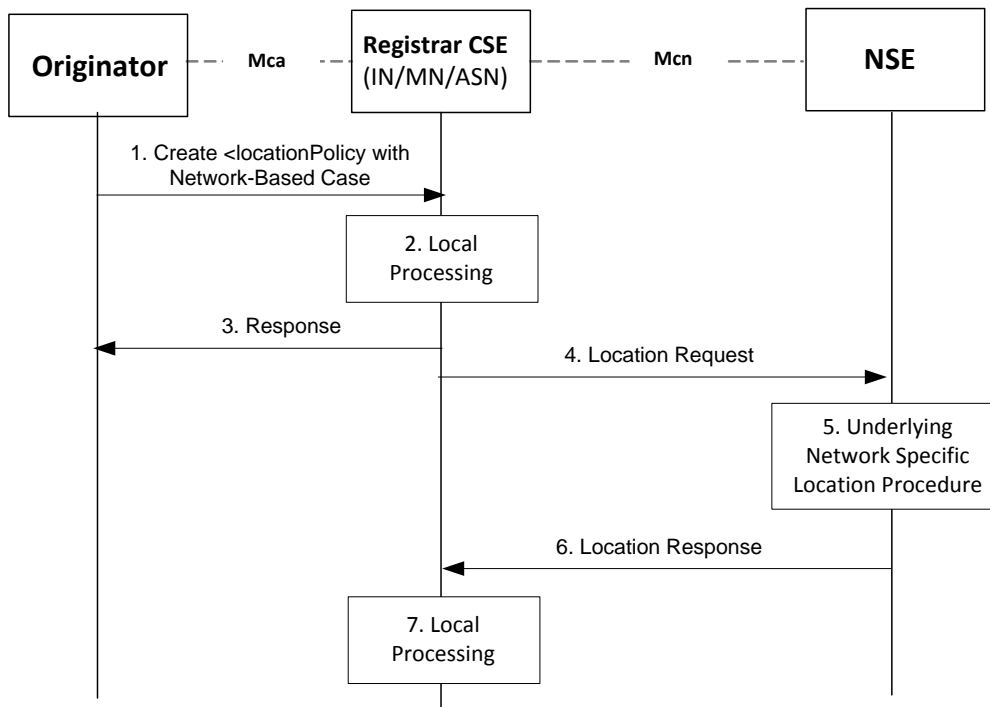 Originator
Mca
Registrar CSE
(IN/MN/ASN)
Mcn
NSE
1. Create <locationPolicy with
Network-Based Case
2. Local
Processing
3. Response
4. Location Request
5. Underlying
Network Specific
Location Procedure
6. Location Response
7. Local
Processing